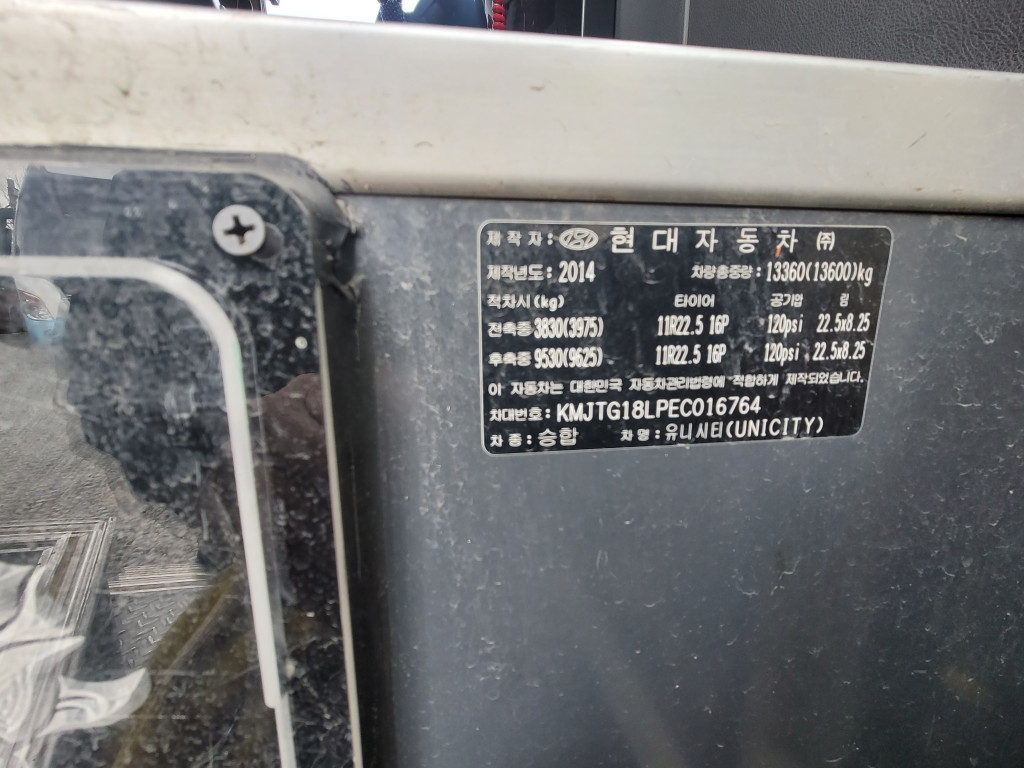 제 작 자 : 현 대 자 동 차 ㈜
제작년도 : 2014 차량총중량 : 13360(13600)kg
적차시 (kg) 타이어 공기압 림
전축중 3830(3975) 11R22.5 16P 120psi 22.5x8.25
후축중 9530(9625) 11R22.5 16P 120psi 22.5x8.25
이 자동차는 대한민국 자동차관리법령에 적합하게 제작되었습니다.
차대번호 : KMJTG18LPEC016764
차 종 : 승합 차 명 : 유니시티(UNICITY)